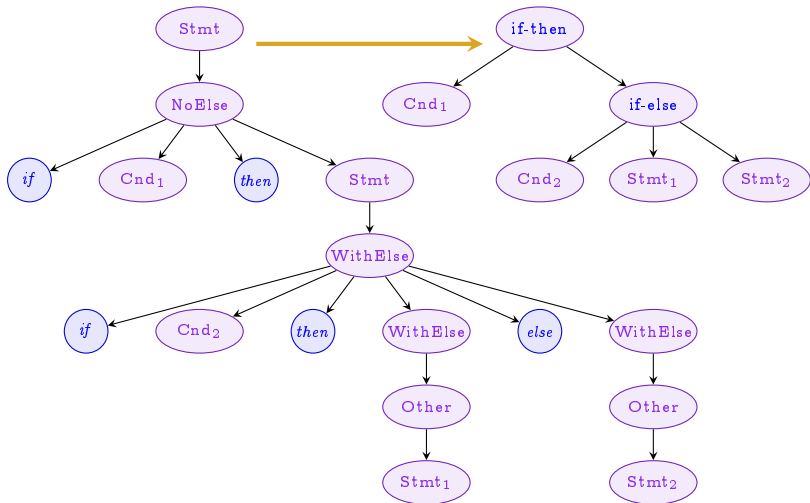 Stmt if-then
NoElse Cnd1 if-else
if Cnd1 then Stmt Cnd2 Stmt1 Stmt2
WithElse
if Cnd2 then WithElse else WithElse
Other Other
Stmt1 Stmt2